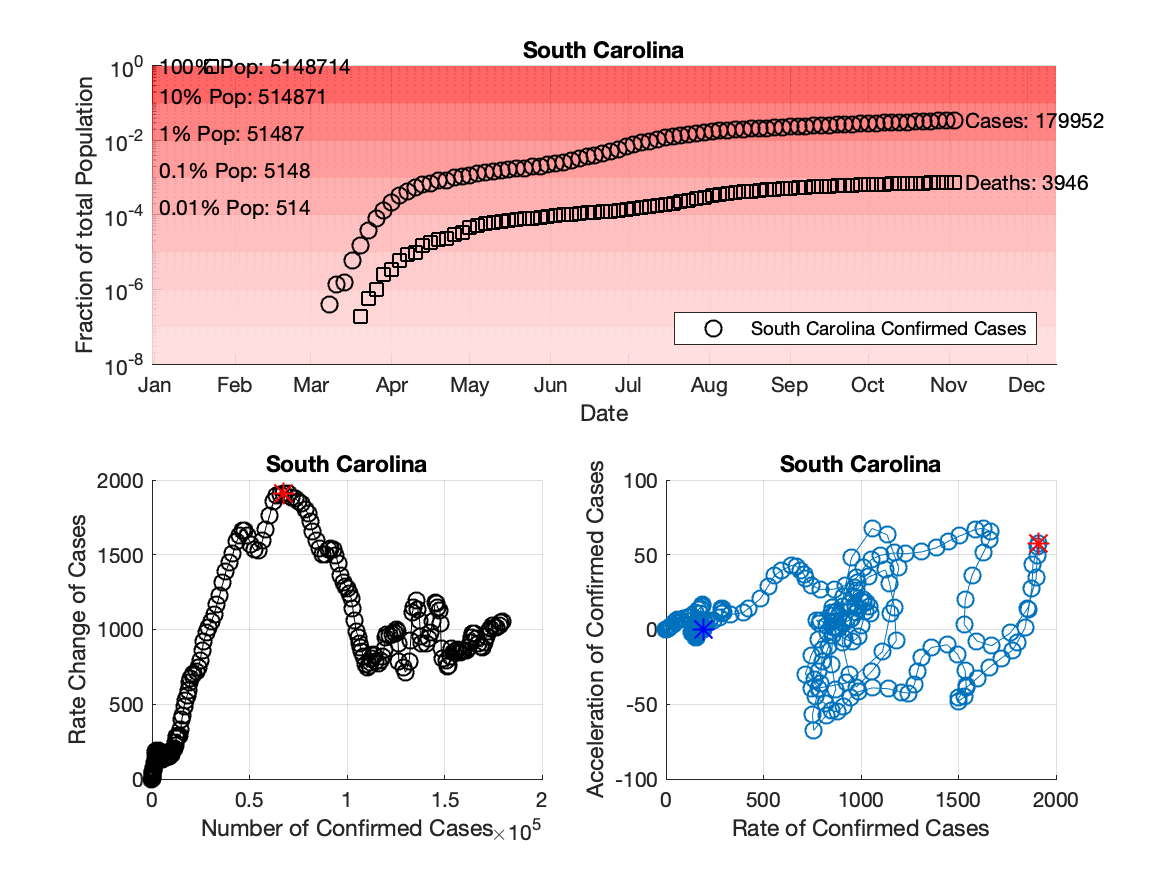 South Carolina
Fraction of total Population
10^0
10^-2
10^-4
10^-6
10^-8
100% Pop: 5148714
10% Pop: 514871
1% Pop: 51487
0.1% Pop: 5148
0.01% Pop: 514
Cases: 179952
Deaths: 3946
South Carolina Confirmed Cases
Jan Feb Mar Apr May Jun Jul Aug Sep Oct Nov Dec
Date
South Carolina
Rate Change of Cases
2000
1500
1000
500
0
0 0.5 1 1.5 2
Number of Confirmed Cases ×10^5
South Carolina
Acceleration of Confirmed Cases
100
50
0
-50
-100
0 500 1000 1500 2000
Rate of Confirmed Cases